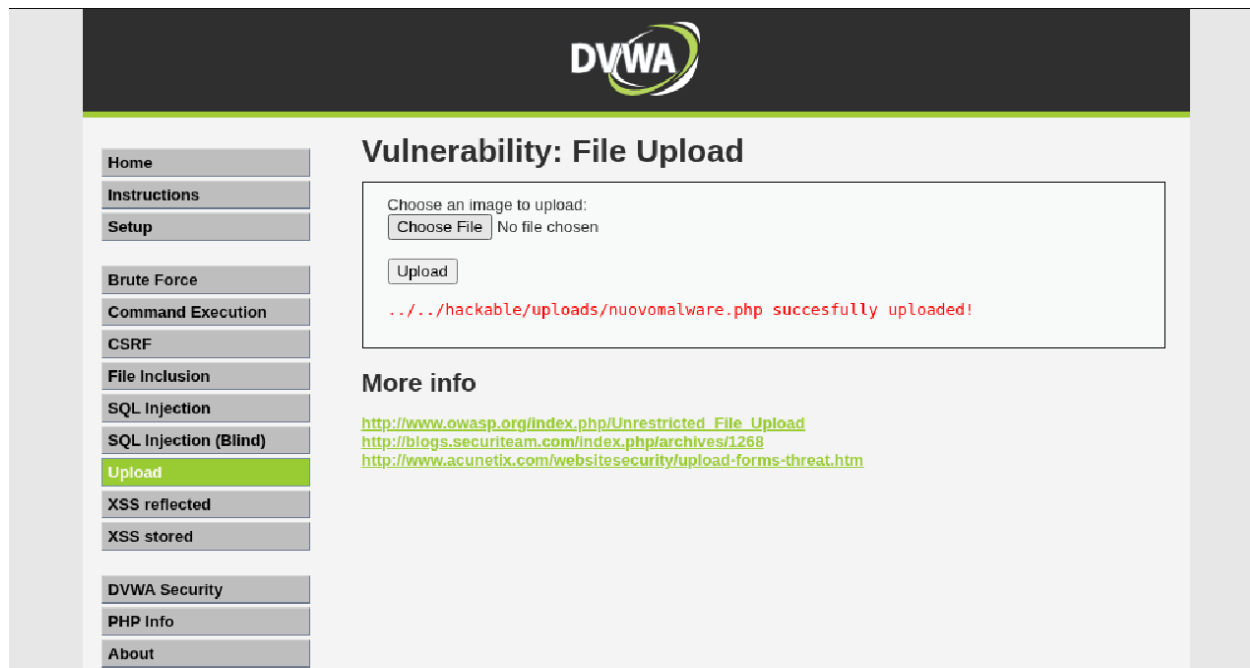 DVWA
Home
Instructions
Setup
Brute Force
Command Execution
CSRF
File Inclusion
SQL Injection
SQL Injection (Blind)
Upload
XSS reflected
XSS stored
DVWA Security
PHP Info
About
Vulnerability: File Upload
Choose an image to upload:
Choose File No file chosen
Upload
../../hackable/uploads/nuovomalware.php succesfully uploaded!
More info
http://www.owasp.org/index.php/Unrestricted_File_Upload
http://blogs.securiteam.com/index.php/archives/1268
http://www.acunetix.com/websitesecurity/upload-forms-threat.htm